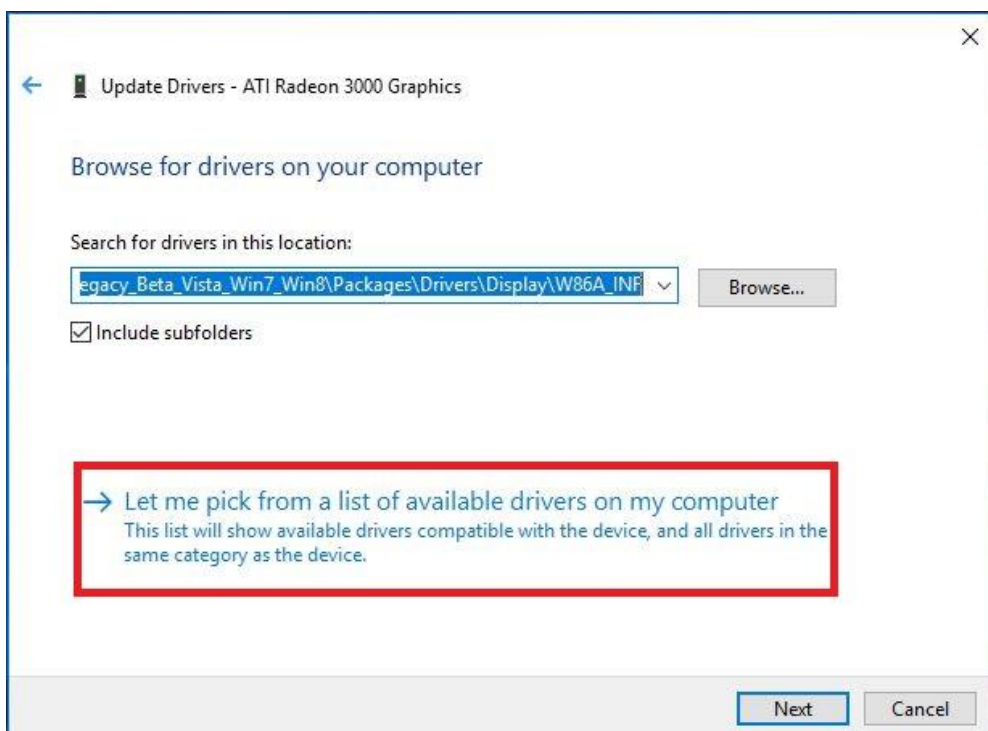 Update Drivers - ATI Radeon 3000 Graphics
Browse for drivers on your computer
Search for drivers in this location:
egacy_Beta_Vista_Win7_Win8\Packages\Drivers\Display\W86A_INF
Browse...
Include subfolders
Let me pick from a list of available drivers on my computer
This list will show available drivers compatible with the device, and all drivers in the
same category as the device.
Next
Cancel